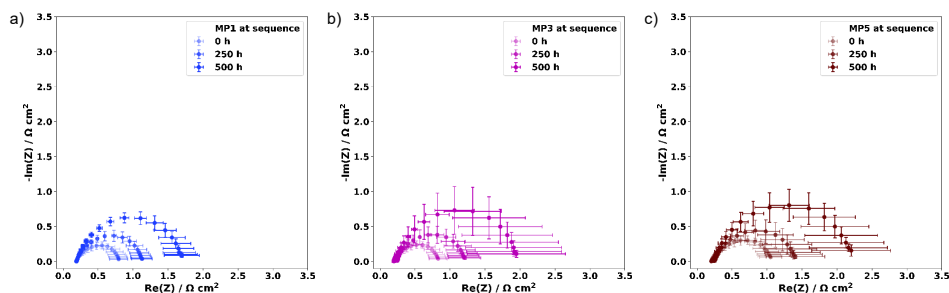 a)
MP1 at sequence
0 h
250 h
500 h
-Im(Z) / Ω cm²
3.5
3.0
2.5
2.0
1.5
1.0
0.5
0.0
0.0 0.5 1.0 1.5 2.0 2.5 3.0 3.5
Re(Z) / Ω cm²
b)
MP3 at sequence
0 h
250 h
500 h
-Im(Z) / Ω cm²
3.5
3.0
2.5
2.0
1.5
1.0
0.5
0.0
0.0 0.5 1.0 1.5 2.0 2.5 3.0 3.5
Re(Z) / Ω cm²
c)
MP5 at sequence
0 h
250 h
500 h
-Im(Z) / Ω cm²
3.5
3.0
2.5
2.0
1.5
1.0
0.5
0.0
0.0 0.5 1.0 1.5 2.0 2.5 3.0 3.5
Re(Z) / Ω cm²